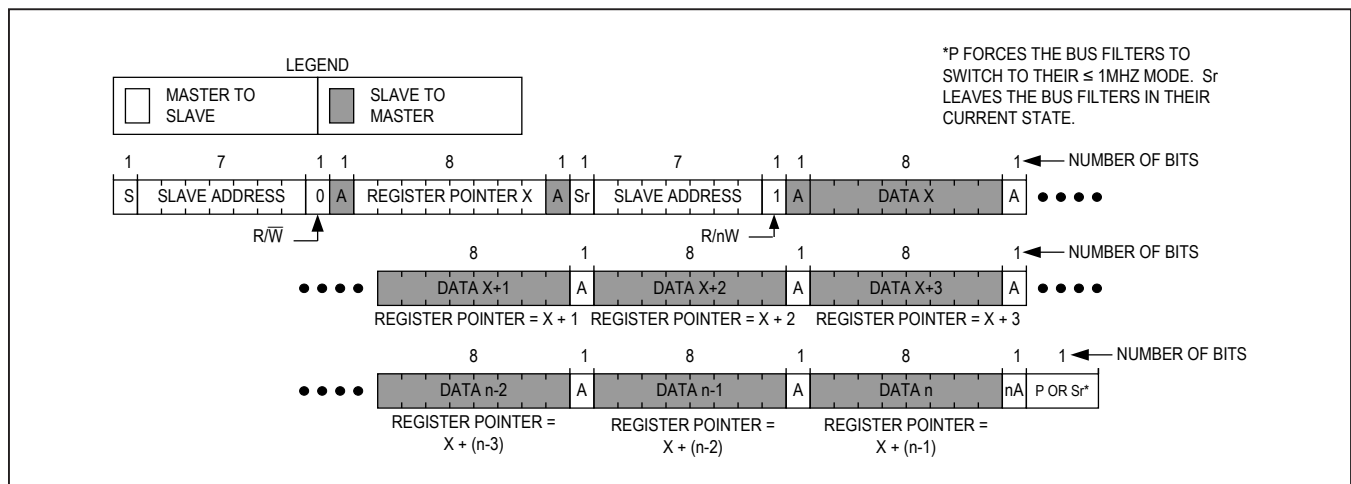 LEGEND
MASTER TO
SLAVE
SLAVE TO
MASTER
*P FORCES THE BUS FILTERS TO
SWITCH TO THEIR ≤ 1MHZ MODE. Sr
LEAVES THE BUS FILTERS IN THEIR
CURRENT STATE.
1 7 1 1 8 1 1 7 1 1 8 1 NUMBER OF BITS
S SLAVE ADDRESS 0 A REGISTER POINTER X A Sr SLAVE ADDRESS 1 A DATA X A
R/W̅ R/nW
8 1 8 1 8 1 NUMBER OF BITS
DATA X+1 A DATA X+2 A DATA X+3 A
REGISTER POINTER = X + 1 REGISTER POINTER = X + 2 REGISTER POINTER = X + 3
8 1 8 1 8 1 1 NUMBER OF BITS
DATA n-2 A DATA n-1 A DATA n nA P OR Sr*
REGISTER POINTER = REGISTER POINTER = REGISTER POINTER =
X + (n-3) X + (n-2) X + (n-1)